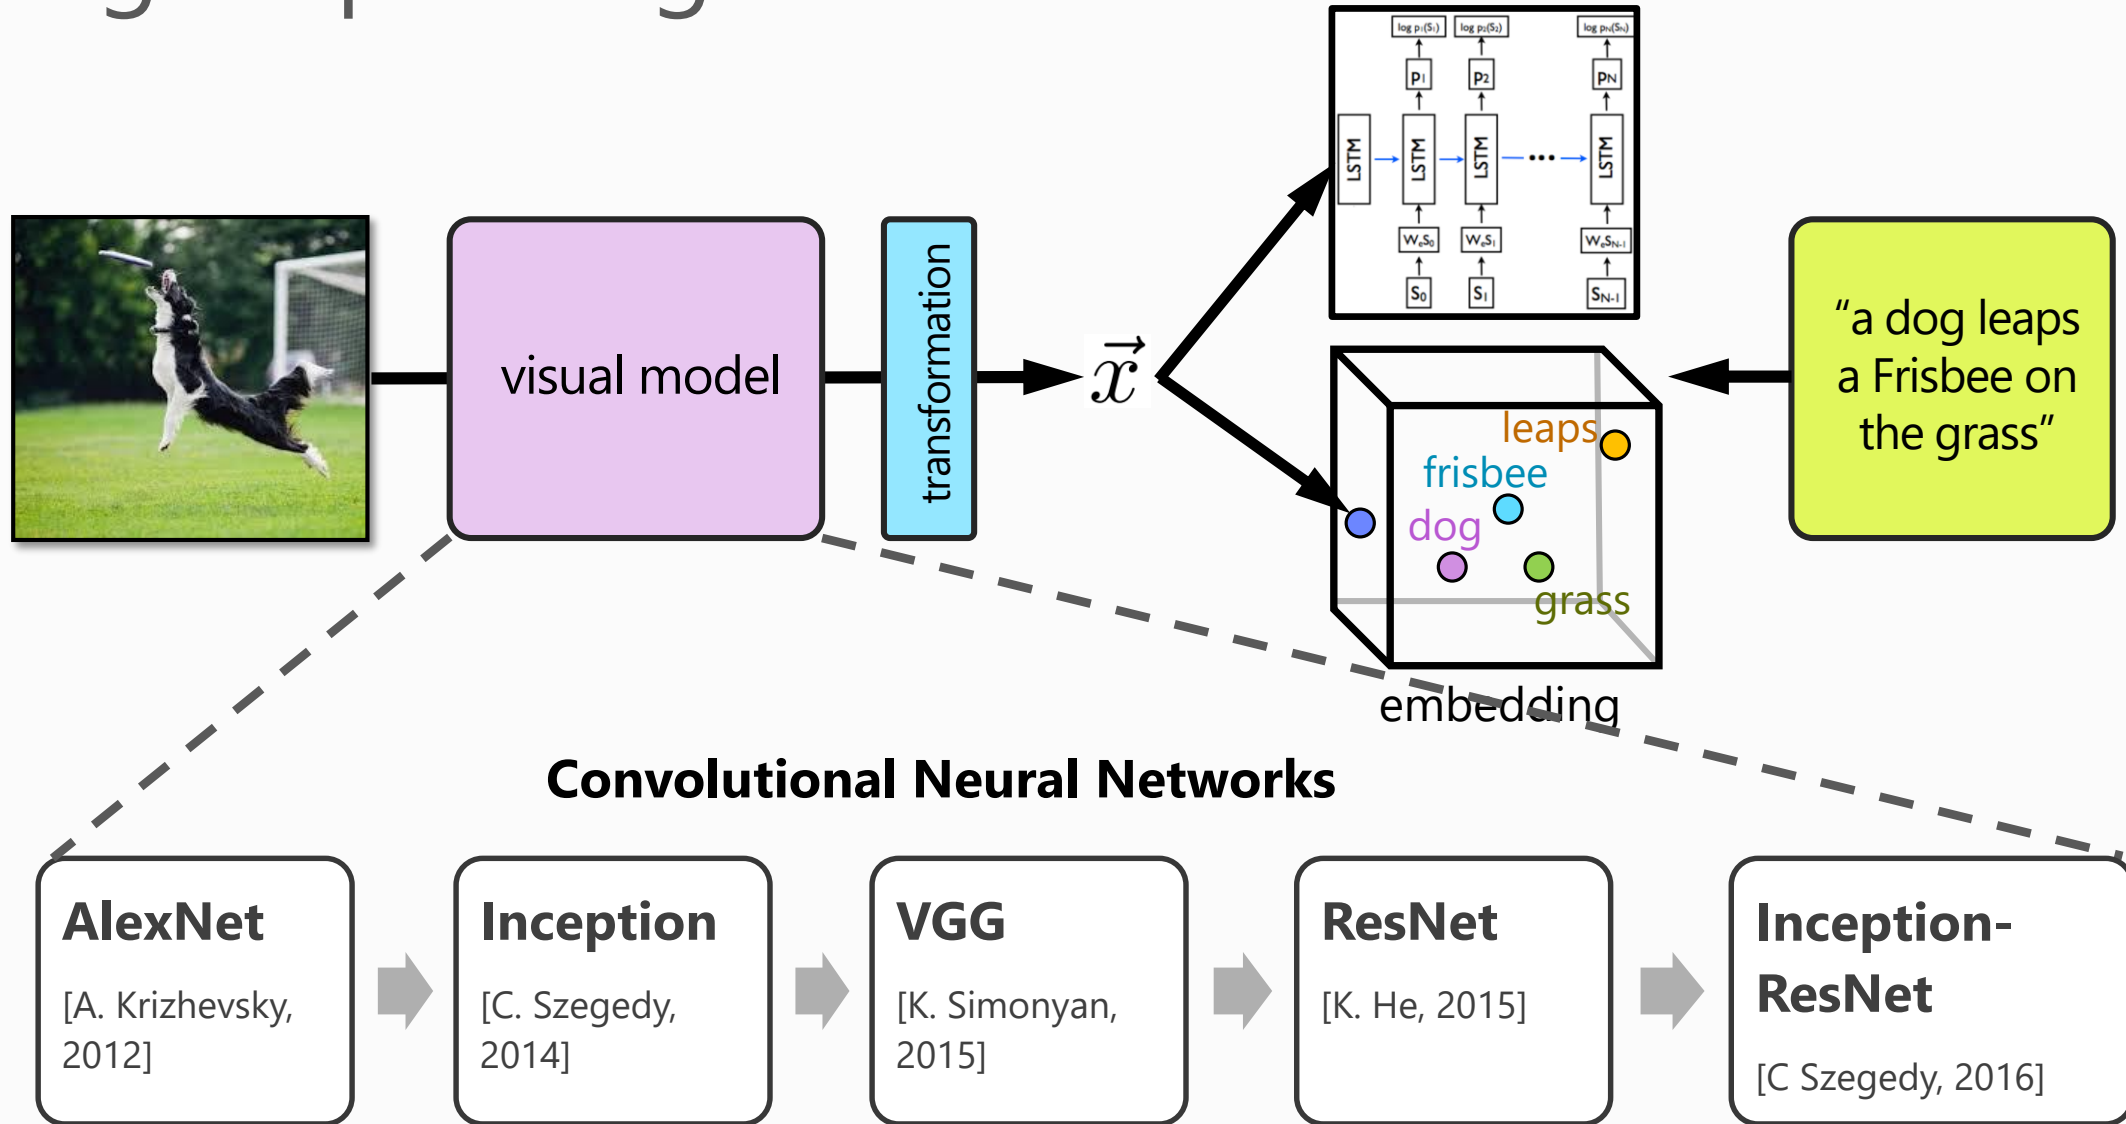 log p₁(S₁) log p₂(S₂) log pN(SN)
p₁ p₂ pN
LSTM LSTM LSTM ... LSTM
WeS₀ WeS₁ WeSN-1
S₀ S₁ SN-1
visual model
transformation
x⃗
"a dog leaps
a Frisbee on
the grass"
leaps
frisbee
dog
grass
embedding
Convolutional Neural Networks
AlexNet
[A. Krizhevsky,
2012]
Inception
[C. Szegedy,
2014]
VGG
[K. Simonyan,
2015]
ResNet
[K. He, 2015]
Inception-
ResNet
[C Szegedy, 2016]